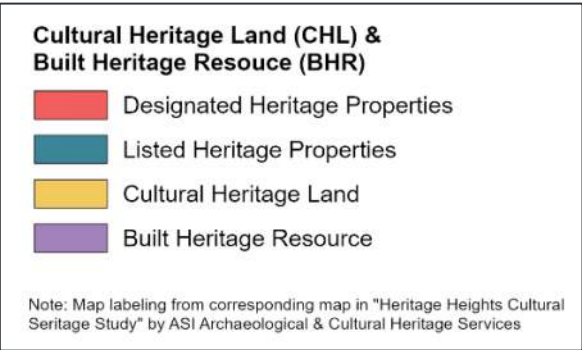 Cultural Heritage Land (CHL) &
Built Heritage Resouce (BHR)
Designated Heritage Properties
Listed Heritage Properties
Cultural Heritage Land
Built Heritage Resource
Note: Map labeling from corresponding map in "Heritage Heights Cultural
Seritage Study" by ASI Archaeological & Cultural Heritage Services